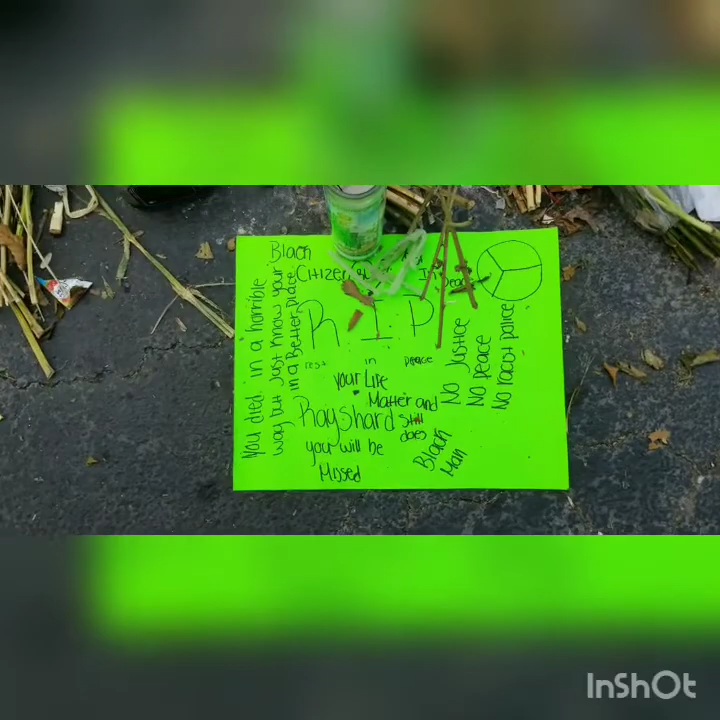 Black
Citizen
In
peace
R I P
rest in peace
your Life
Matter and
Rayshard still
does
you will be
Missed
Black
Man
You died in a horrible
way but just know your
in a Better place
No Justice
No peace
No racist police
InShOt